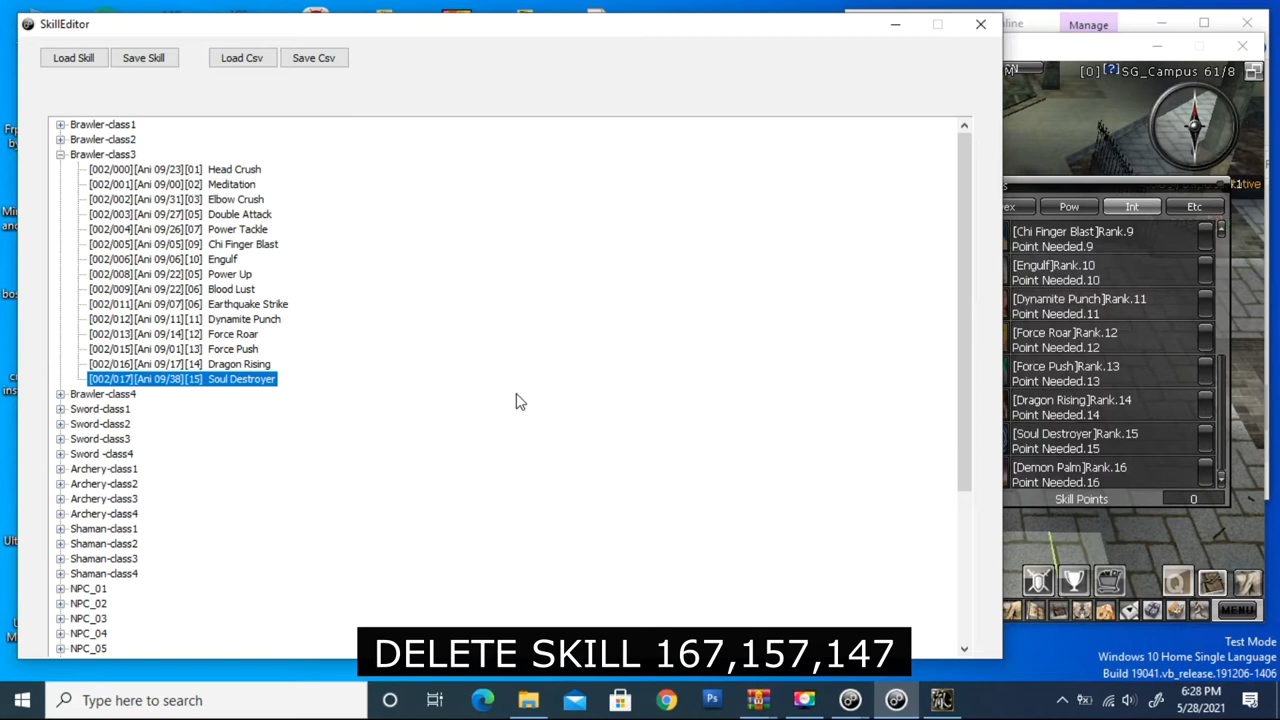 SkillEditor
Load Skill Save Skill Load Csv Save Csv
Brawler-class1
Brawler-class2
Brawler-class3
[002/000][Ani 09/23][01] Head Crush
[002/001][Ani 09/00][02] Meditation
[002/002][Ani 09/31][03] Elbow Crush
[002/003][Ani 09/27][05] Double Attack
[002/004][Ani 09/26][07] Power Tackle
[002/005][Ani 09/05][09] Chi Finger Blast
[002/006][Ani 09/06][10] Engulf
[002/008][Ani 09/22][05] Power Up
[002/009][Ani 09/22][06] Blood Lust
[002/011][Ani 09/07][06] Earthquake Strike
[002/012][Ani 09/11][11] Dynamite Punch
[002/013][Ani 09/14][12] Force Roar
[002/015][Ani 09/01][13] Force Push
[002/016][Ani 09/17][14] Dragon Rising
[002/017][Ani 09/38][15] Soul Destroyer
Brawler-class4
Sword-class1
Sword-class2
Sword-class3
Sword -class4
Archery-class1
Archery-class2
Archery-class3
Archery-class4
Shaman-class1
Shaman-class2
Shaman-class3
Shaman-class4
NPC_01
NPC_02
NPC_03
NPC_04
NPC_05
Manage
[0][?]SG_Campus 61/8
Pow Int Etc
[Chi Finger Blast]Rank.9
Point Needed.9
[Engulf]Rank.10
Point Needed.10
[Dynamite Punch]Rank.11
Point Needed.11
[Force Roar]Rank.12
Point Needed.12
[Force Push]Rank.13
Point Needed.13
[Dragon Rising]Rank.14
Point Needed.14
[Soul Destroyer]Rank.15
Point Needed.15
[Demon Palm]Rank.16
Point Needed.16
Skill Points 0
MENU
DELETE SKILL 167,157,147
Test Mode
Windows 10 Home Single Language
Build 19041.vb_release.191206-1406
Type here to search
Ps
6:28 PM
5/28/2021